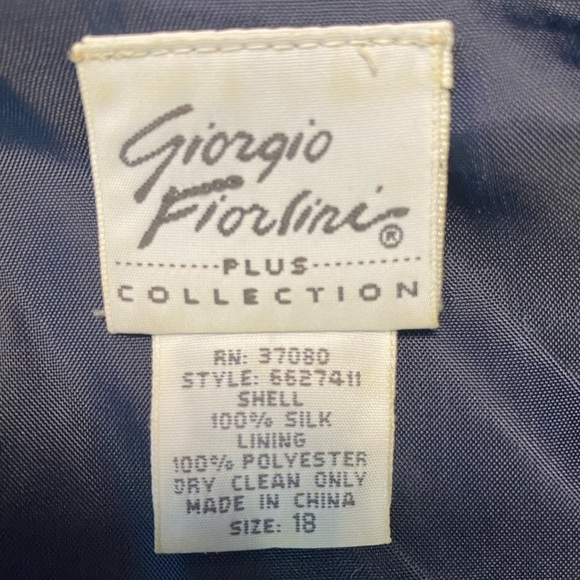 Giorgio
Fiorlini®
PLUS
COLLECTION
RN: 37080
STYLE: 6627411
SHELL
100% SILK
LINING
100% POLYESTER
DRY CLEAN ONLY
MADE IN CHINA
SIZE: 18